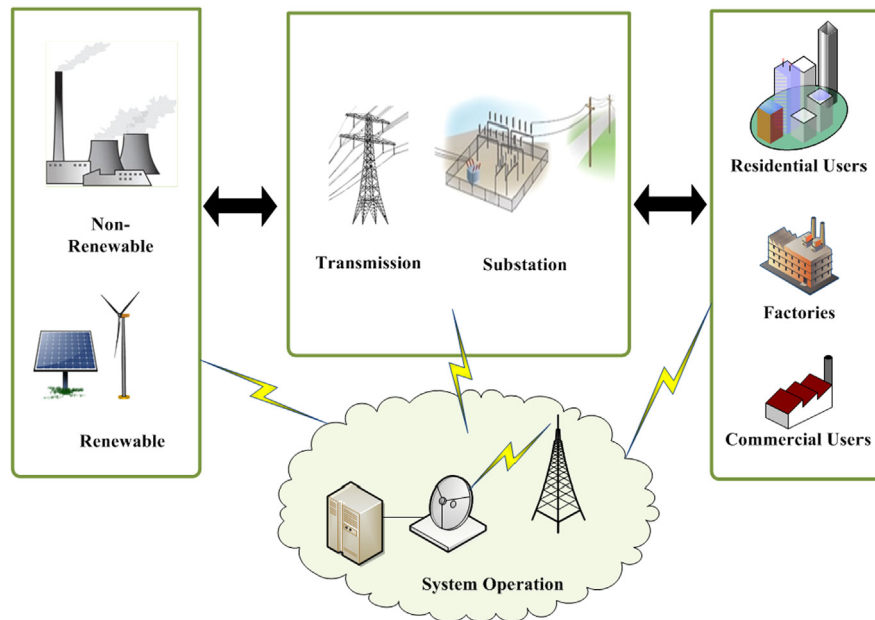 Non-
Renewable
Renewable
Transmission
Substation
Residential Users
Factories
Commercial Users
System Operation